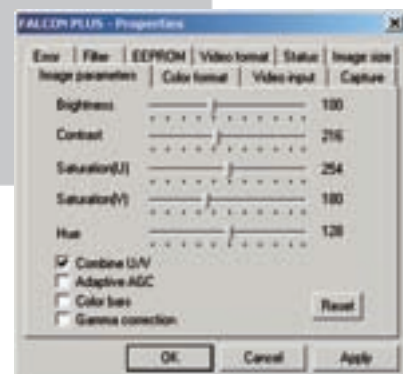 FALCON PLUS - Properties
Error Filter EEPROM Video format Status Image size
Image parameters Color format Video input Capture
Brightness 100
Contrast 216
Saturation(U) 254
Saturation(V) 180
Hue 128
Combine U/V
Adaptive AGC
Color bars
Gamma correction
Reset
OK Cancel Apply